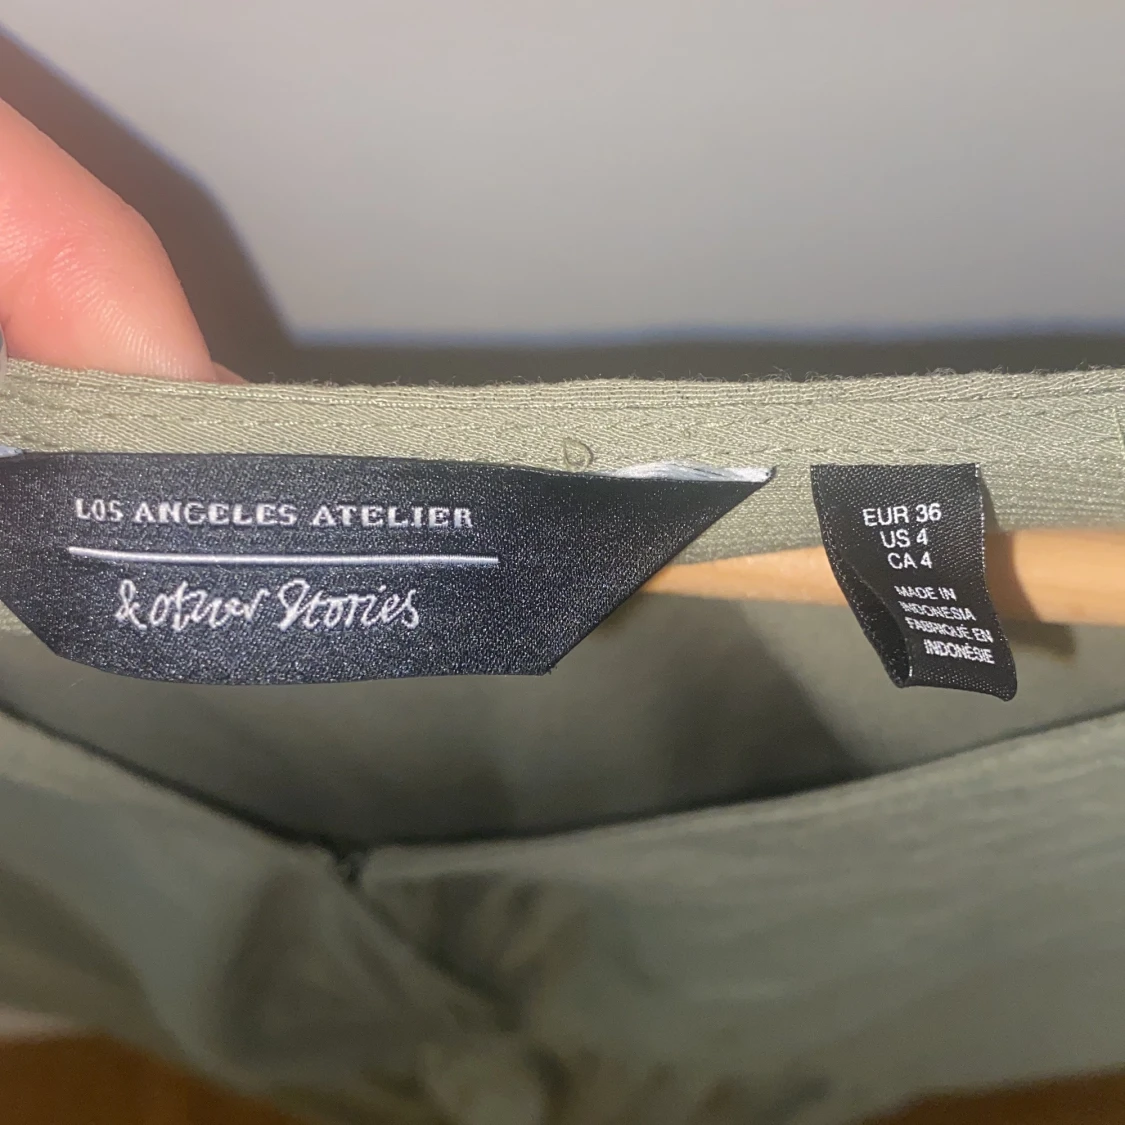 LOS ANGELES ATELIER
& other Stories
EUR 36
US 4
CA 4
MADE IN
INDONESIA
FABRIQUÉ EN
INDONÉSIE